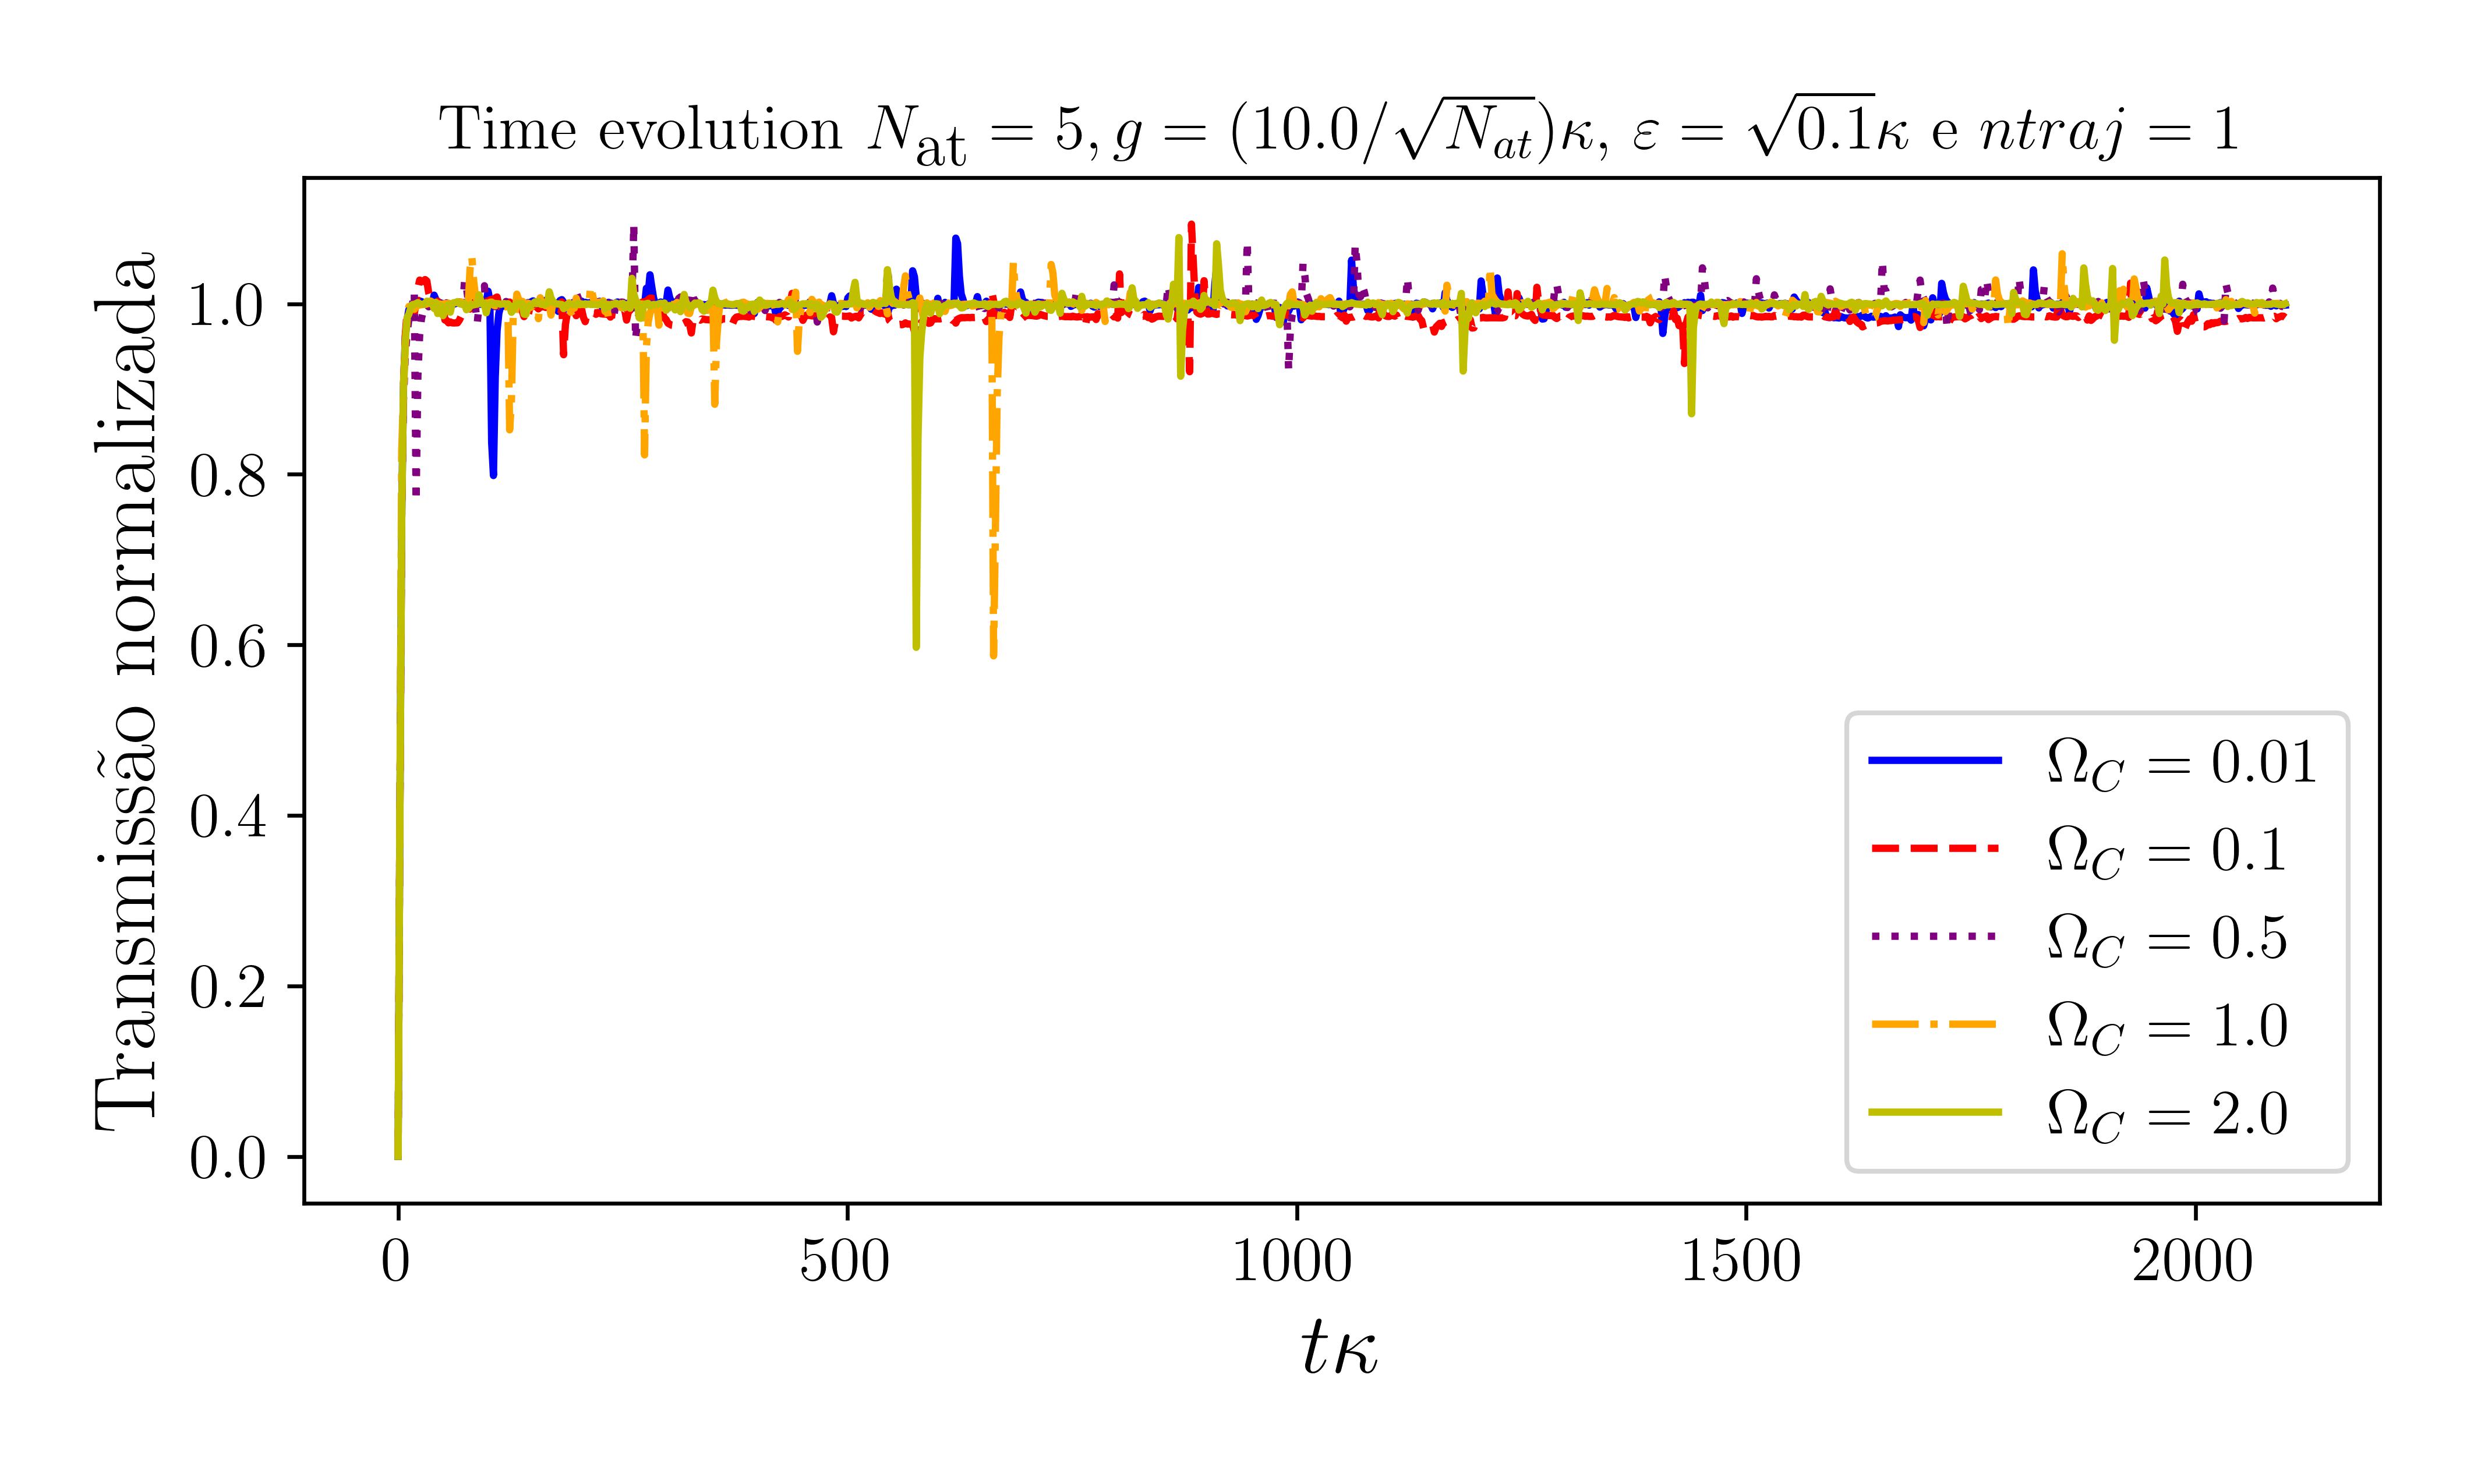 Time evolution N_at = 5, g = (10.0/√N_at)κ, ε = √0.1κ e ntraj = 1
Transmissão normalizada
1.0
0.8
0.6
0.4
0.2
0.0
Ω_C = 0.01
Ω_C = 0.1
Ω_C = 0.5
Ω_C = 1.0
Ω_C = 2.0
0 500 1000 1500 2000
tκ